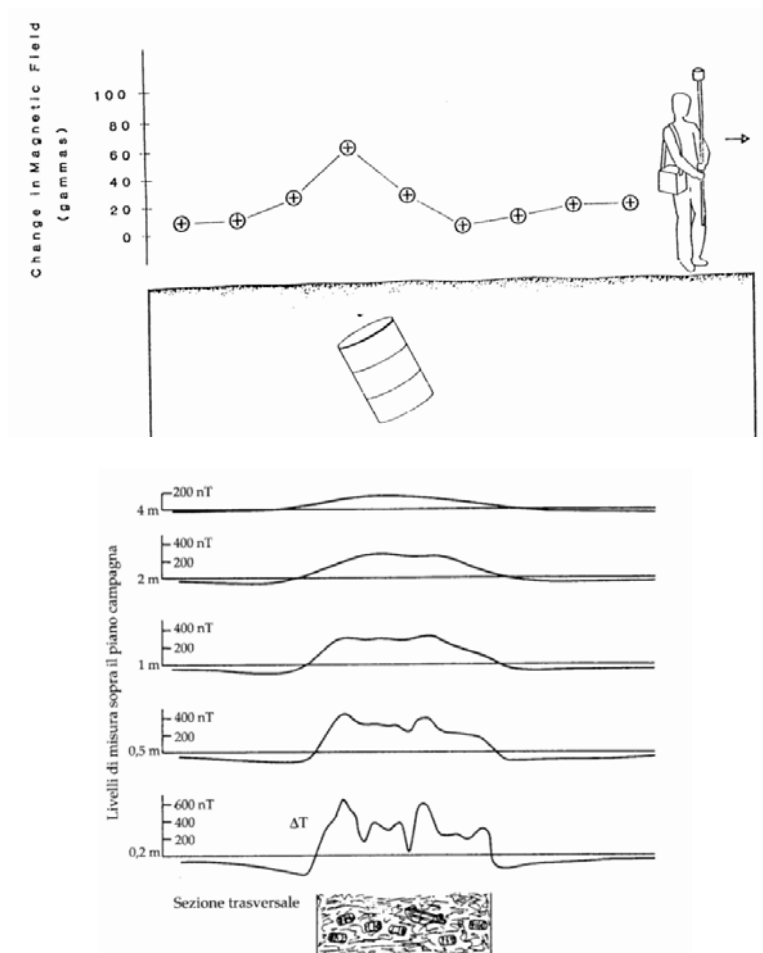 Change in Magnetic Field
(gammas)
100
80
60
40
20
0
Livelli di misura sopra il piano campagna
200 nT
4 m
400 nT
200
2 m
400 nT
200
1 m
400 nT
200
0,5 m
600 nT
400
200
0,2 m
ΔT
Sezione trasversale